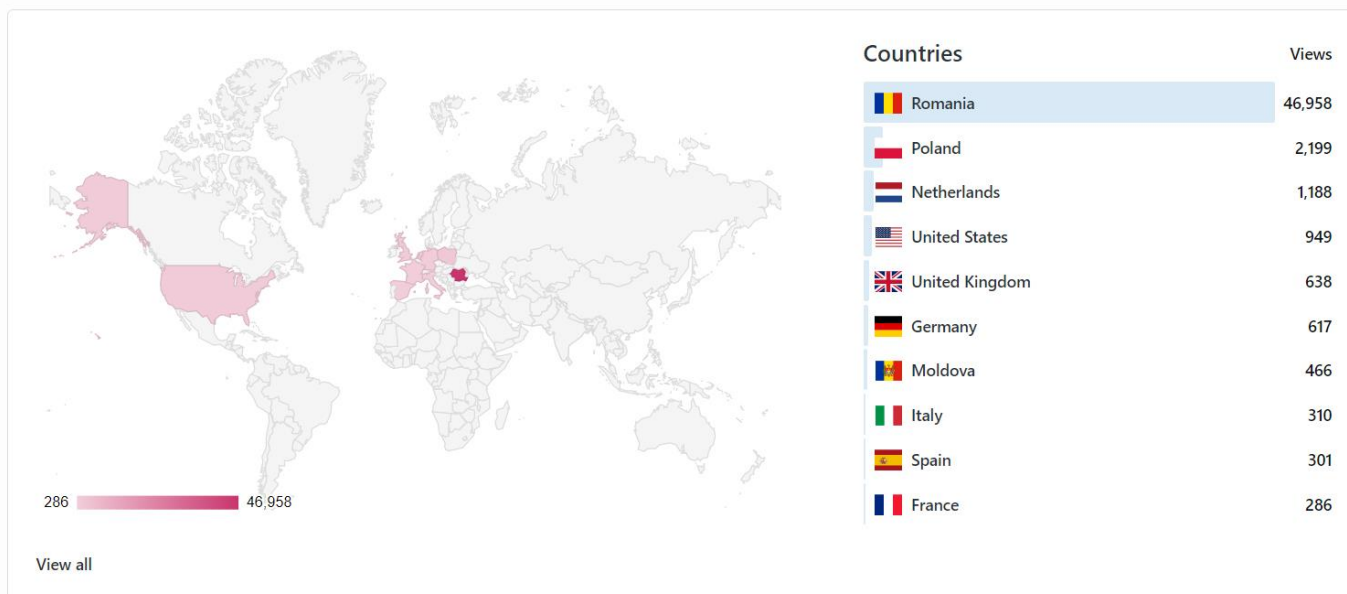 Countries Views
Romania 46,958
Poland 2,199
Netherlands 1,188
United States 949
United Kingdom 638
Germany 617
Moldova 466
Italy 310
Spain 301
France 286
286 46,958
View all